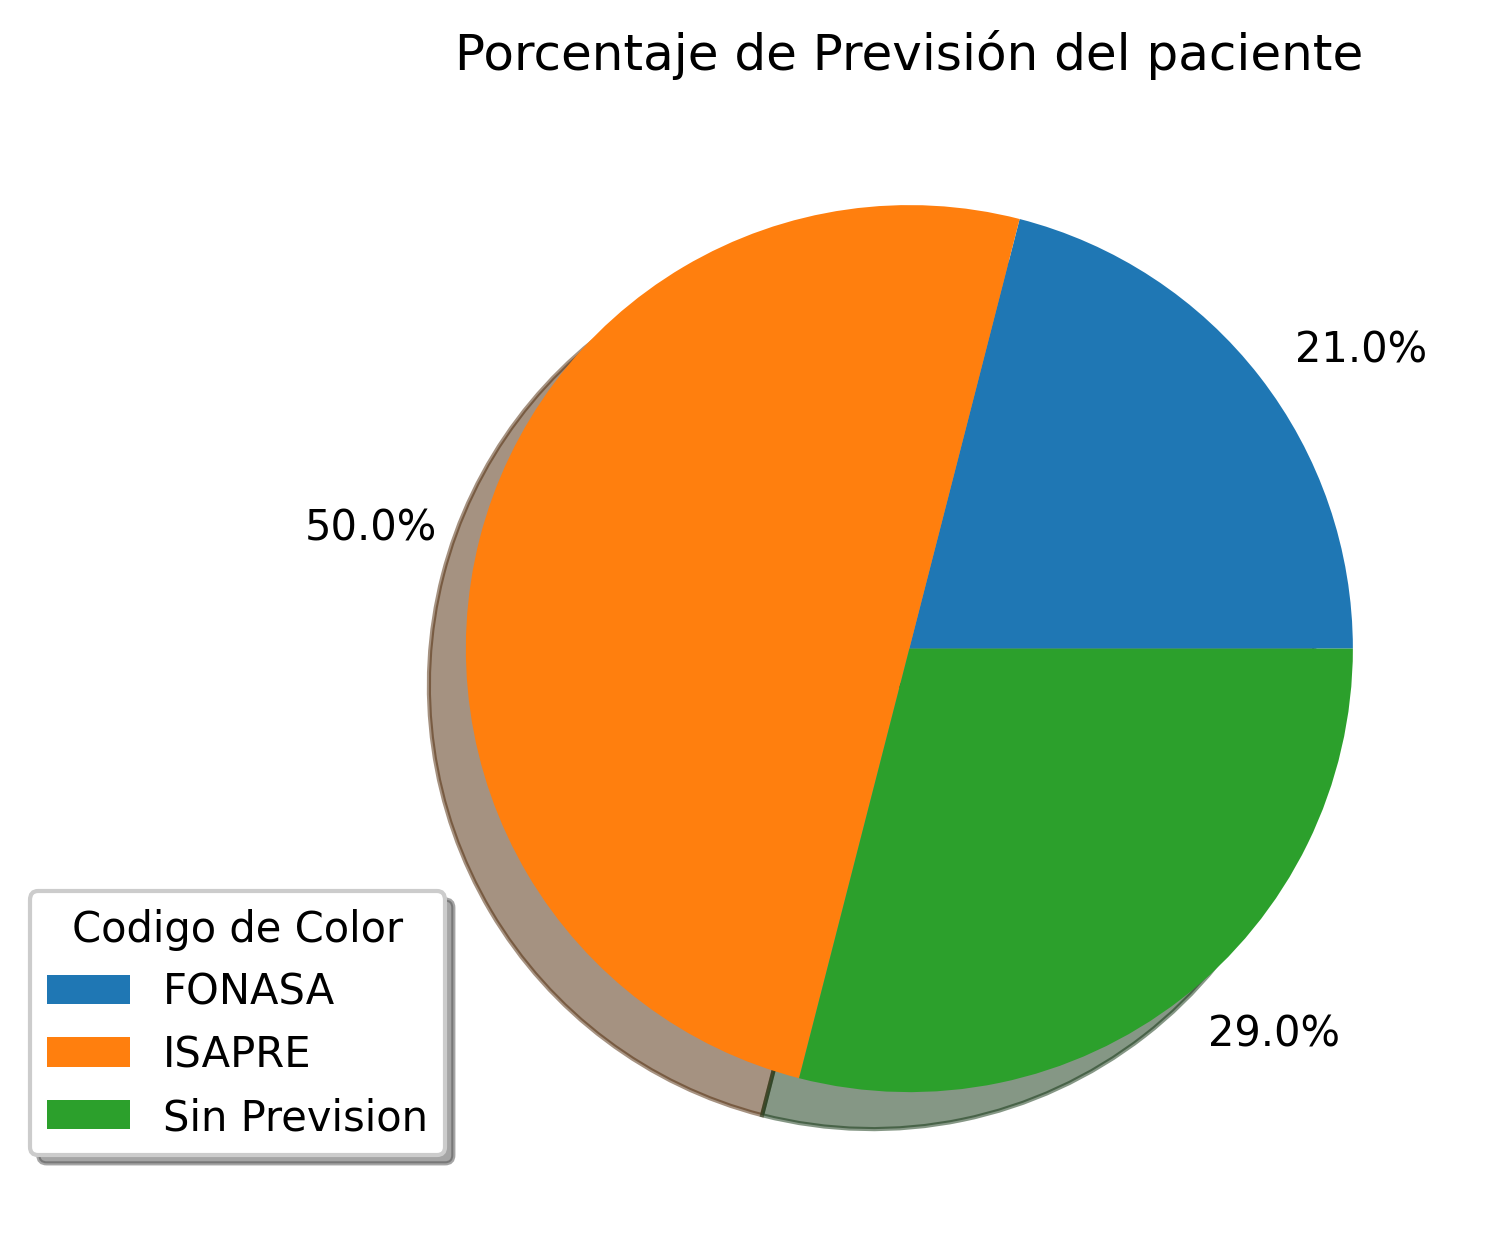 Porcentaje de Previsión del paciente
21.0%
50.0%
29.0%
Codigo de Color
FONASA
ISAPRE
Sin Prevision